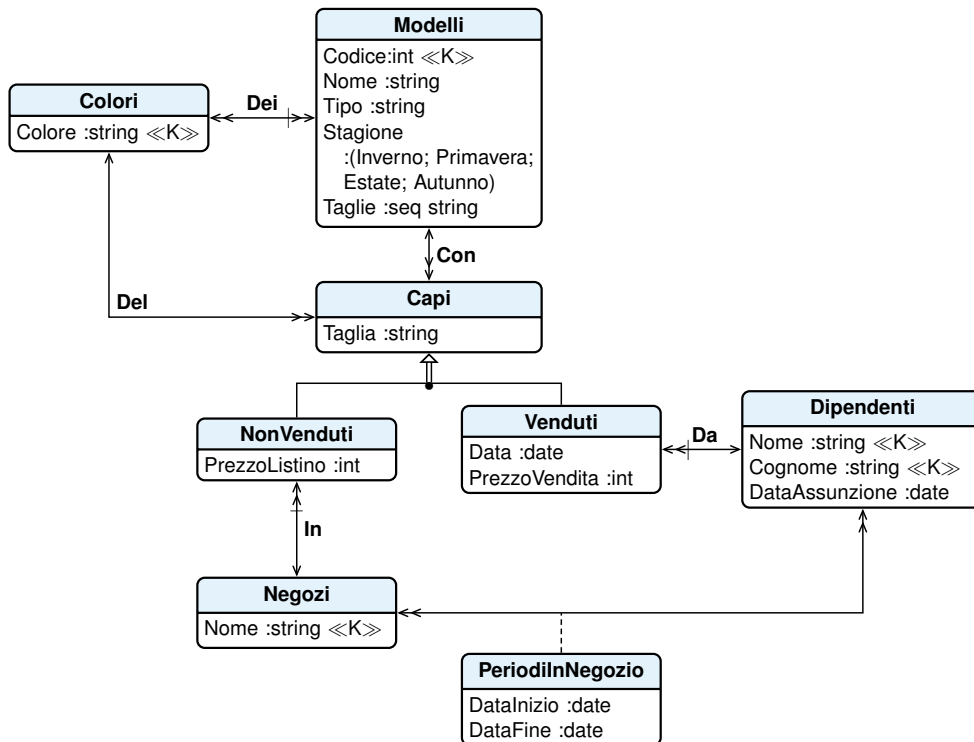 Modelli
Codice:int ≪K≫
Nome :string
Tipo :string
Stagione
:(Inverno; Primavera;
Estate; Autunno)
Taglie :seq string
Colori
Colore :string ≪K≫
Dei
Con
Del
Capi
Taglia :string
NonVenduti
PrezzoListino :int
Venduti
Data :date
PrezzoVendita :int
Da
Dipendenti
Nome :string ≪K≫
Cognome :string ≪K≫
DataAssunzione :date
In
Negozi
Nome :string ≪K≫
PeriodiInNegozio
DataInizio :date
DataFine :date